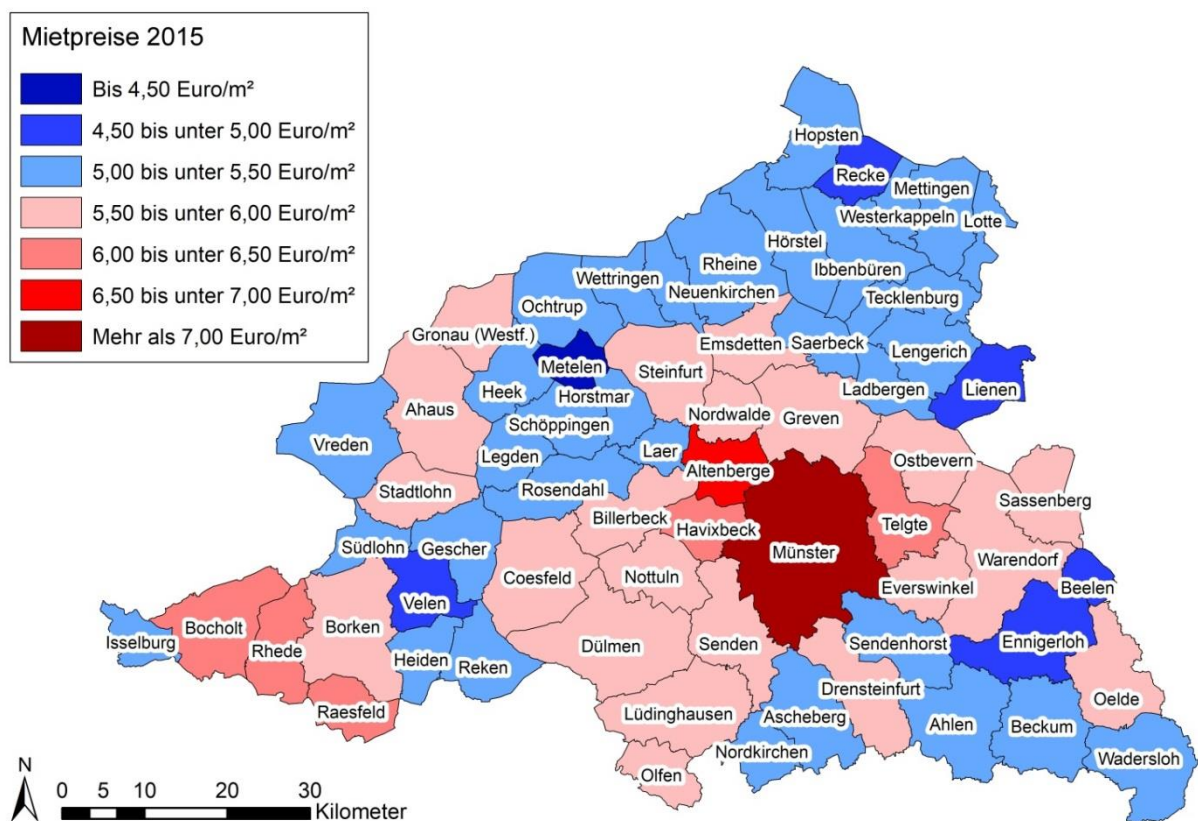 Mietpreise 2015
Bis 4,50 Euro/m²
4,50 bis unter 5,00 Euro/m²
5,00 bis unter 5,50 Euro/m²
5,50 bis unter 6,00 Euro/m²
6,00 bis unter 6,50 Euro/m²
6,50 bis unter 7,00 Euro/m²
Mehr als 7,00 Euro/m²
Hopsten
Recke
Mettingen
Westerkappeln
Lotte
Hörstel
Rheine
Ibbenbüren
Wettringen
Neuenkirchen
Tecklenburg
Ochtrup
Gronau (Westf.)
Emsdetten
Saerbeck
Lengerich
Metelen
Steinfurt
Ladbergen
Lienen
Heek
Horstmar
Ahaus
Nordwalde
Greven
Schöppingen
Vreden
Legden
Laer
Altenberge
Ostbevern
Stadtlohn
Rosendahl
Sassenberg
Billerbeck
Havixbeck
Telgte
Südlohn
Gescher
Münster
Warendorf
Coesfeld
Nottuln
Everswinkel
Beelen
Velen
Bocholt
Borken
Isselburg
Rhede
Dülmen
Senden
Sendenhorst
Ennigerloh
Heiden
Reken
Drensteinfurt
Oelde
Raesfeld
Lüdinghausen
Ascheberg
Ahlen
Beckum
Nordkirchen
Wadersloh
Olfen
N
0 5 10 20 30
Kilometer